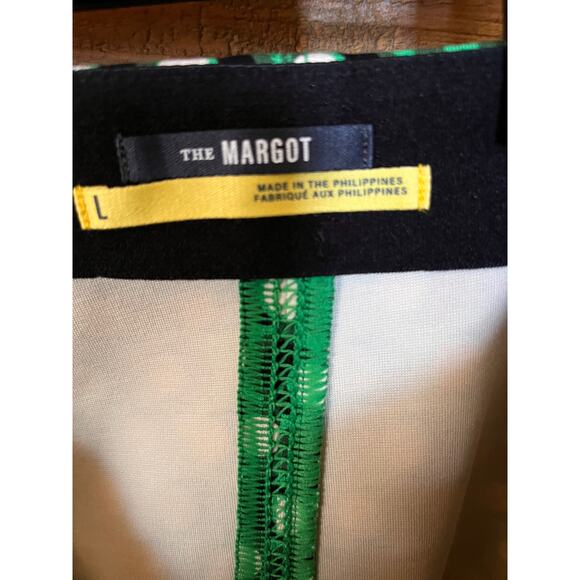 THE MARGOT
L
MADE IN THE PHILIPPINES
FABRIQUÉ AUX PHILIPPINES